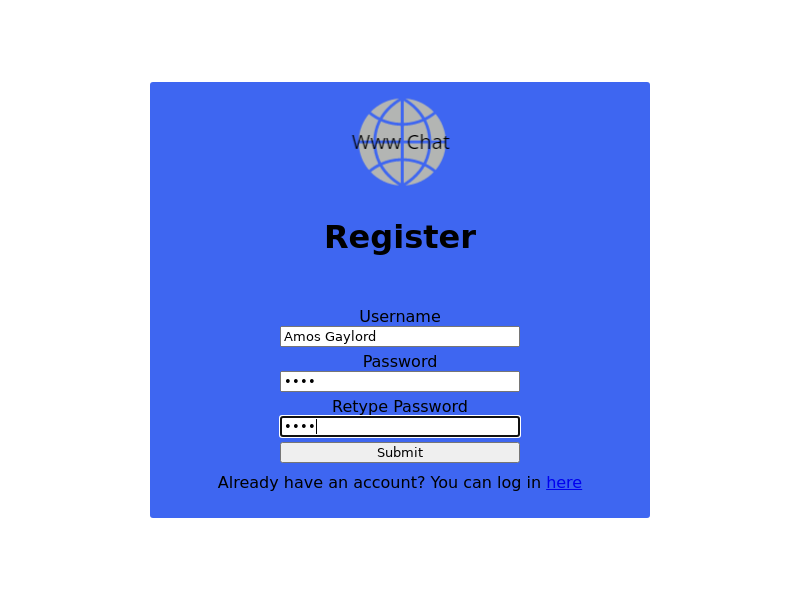 Www Chat
Register
Username
Amos Gaylord
Password
••••
Retype Password
••••
Submit
Already have an account? You can log in here